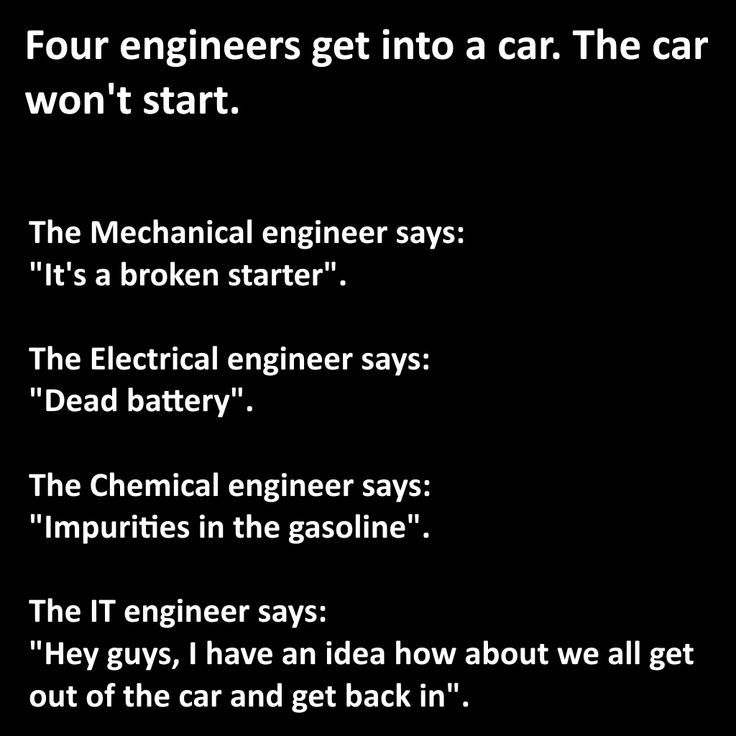 Four engineers get into a car. The car
won't start.
The Mechanical engineer says:
"It's a broken starter".
The Electrical engineer says:
"Dead battery".
The Chemical engineer says:
"Impurities in the gasoline".
The IT engineer says:
"Hey guys, I have an idea how about we all get
out of the car and get back in".